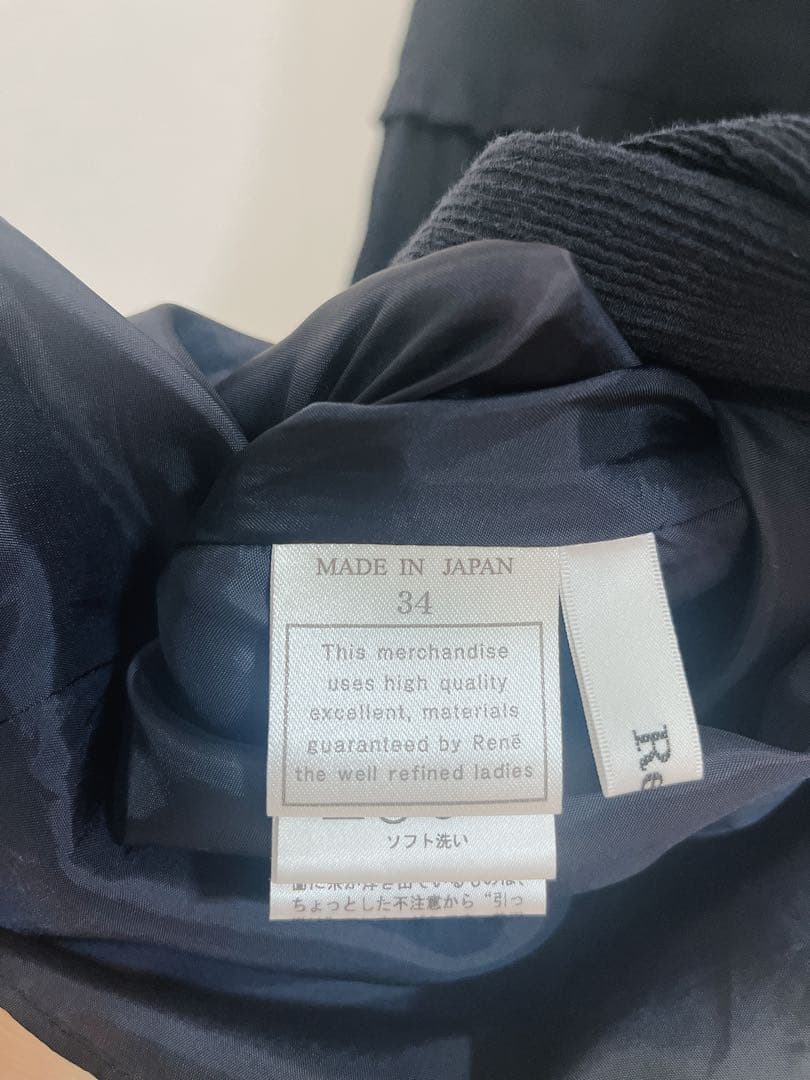 MADE IN JAPAN
34
This merchandise
uses high quality
excellent, materials
guaranteed by René
the well refined ladies
Re
ソフト洗い
ちょっとした不注意から“引っ